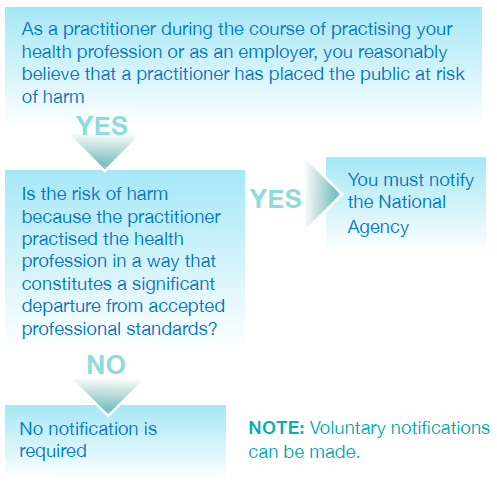 As a practitioner during the course of practising your
health profession or as an employer, you reasonably
believe that a practitioner has placed the public at risk
of harm
YES
Is the risk of harm
because the practitioner
practised the health
profession in a way that
constitutes a significant
departure from accepted
professional standards?
YES
You must notify
the National
Agency
NO
No notification is
required
NOTE: Voluntary notifications
can be made.